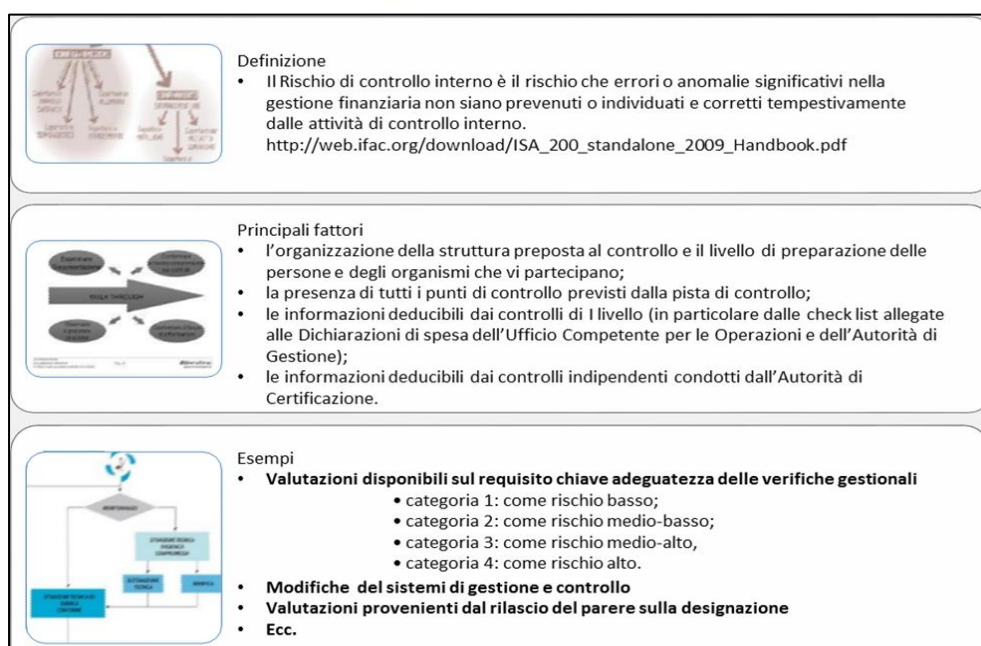 Definizione
• Il Rischio di controllo interno è il rischio che errori o anomalie significativi nella
gestione finanziaria non siano prevenuti o individuati e corretti tempestivamente
dalle attività di controllo interno.
http://web.ifac.org/download/ISA_200_standalone_2009_Handbook.pdf
Principali fattori
• l'organizzazione della struttura preposta al controllo e il livello di preparazione delle
persone e degli organismi che vi partecipano;
• la presenza di tutti i punti di controllo previsti dalla pista di controllo;
• le informazioni deducibili dai controlli di I livello (in particolare dalle check list allegate
alle Dichiarazioni di spesa dell'Ufficio Competente per le Operazioni e dell'Autorità di
Gestione);
• le informazioni deducibili dai controlli indipendenti condotti dall'Autorità di
Certificazione.
WALK THROUGH
Esempi
• Valutazioni disponibili sul requisito chiave adeguatezza delle verifiche gestionali
• categoria 1: come rischio basso;
• categoria 2: come rischio medio-basso;
• categoria 3: come rischio medio-alto,
• categoria 4: come rischio alto.
• Modifiche del sistemi di gestione e controllo
• Valutazioni provenienti dal rilascio del parere sulla designazione
• Ecc.